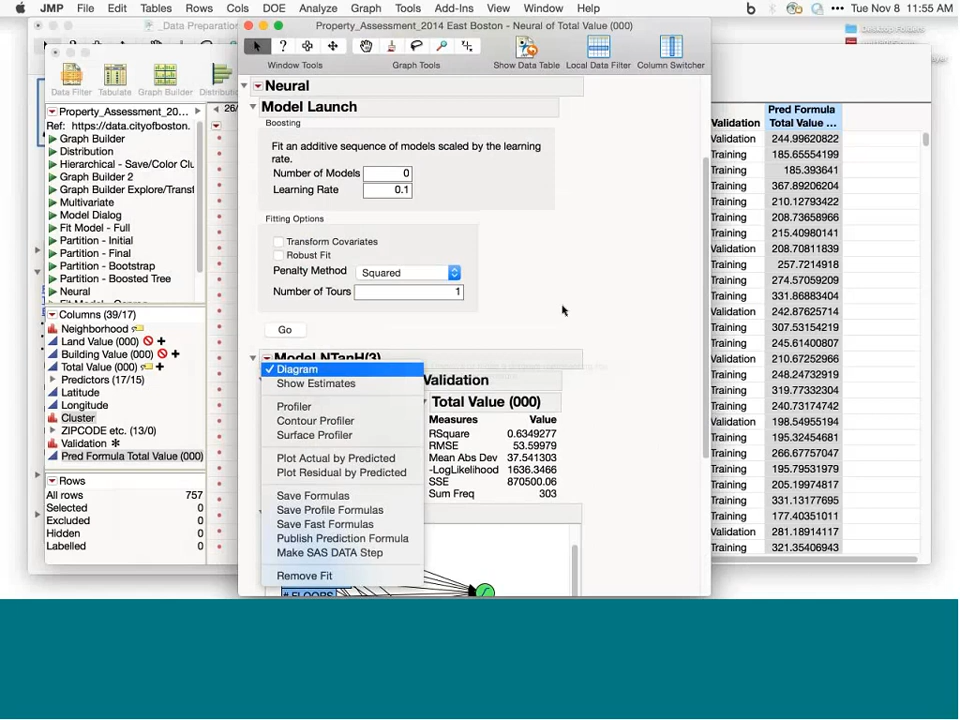 JMP File Edit Tables Rows Cols DOE Analyze Graph Tools Add-Ins View Window Help Tue Nov 8 11:55 AM
_Data Preparatio
Property_Assessment_2014 East Boston - Neural of Total Value (000)
Window Tools
Graph Tools
Show Data Table
Local Data Filter
Column Switcher
Data Filter
Tabulate
Graph Builder
Distributi
Property_Assessment_20...
Ref: https://data.cityofboston.
Graph Builder
Distribution
Hierarchical - Save/Color Clu
Graph Builder 2
Graph Builder Explore/Transf
Multivariate
Model Dialog
Fit Model - Full
Partition - Initial
Partition - Final
Partition - Bootstrap
Partition - Boosted Tree
Neural
Columns (39/17)
Neighborhood
Land Value (000)
Building Value (000)
Total Value (000)
Predictors (17/15)
Latitude
Longitude
Cluster
ZIPCODE etc. (13/0)
Validation
Pred Formula Total Value (000)
Rows
All rows 757
Selected 0
Excluded 0
Hidden 0
Labelled 0
26/
Neural
Model Launch
Boosting
Fit an additive sequence of models scaled by the learning
rate.
Number of Models 0
Learning Rate 0.1
Fitting Options
Transform Covariates
Robust Fit
Penalty Method Squared
Number of Tours 1
Go
Model NTanH(3)
Diagram
Show Estimates
Profiler
Contour Profiler
Surface Profiler
Plot Actual by Predicted
Plot Residual by Predicted
Save Formulas
Save Profile Formulas
Save Fast Formulas
Publish Prediction Formula
Make SAS DATA Step
Remove Fit
# FLOORS
Validation
Total Value (000)
Measures Value
RSquare 0.6349277
RMSE 53.59979
Mean Abs Dev 37.541303
-LogLikelihood 1636.3466
SSE 870500.06
Sum Freq 303
Desktop Folders
Validation
Pred Formula
Total Value ...
Validation 244.99620822
Training 185.65554199
Training 185.393641
Training 367.89206204
Training 210.12793422
Training 208.73658966
Training 215.40980141
Validation 208.70811839
Training 257.7214918
Training 274.57059207
Training 331.86883404
Validation 242.87625714
Training 307.53154219
Training 245.61400807
Validation 210.67252966
Training 248.24732919
Training 319.77332304
Training 240.73174742
Validation 198.54955194
Training 195.32454681
Training 266.67757047
Training 195.79531979
Training 205.19974817
Training 331.13177695
Training 177.40351011
Validation 281.18914117
Training 321.35406943